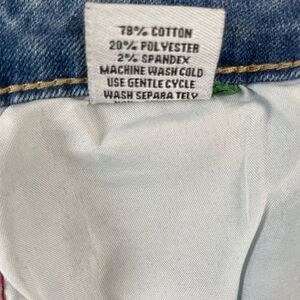 78% COTTON
20% POLYESTER
2% SPANDEX
MACHINE WASH COLD
USE GENTLE CYCLE
WASH SEPARA TELY